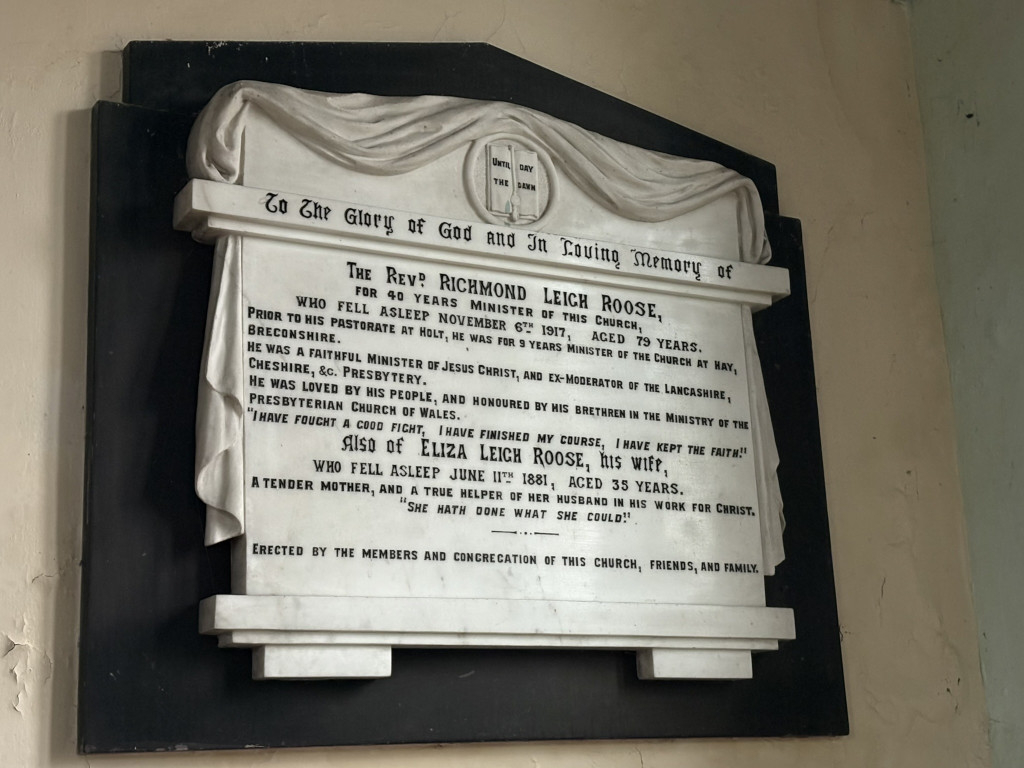 UNTIL DAY
THE DAWN
To The Glory of God and In Loving Memory of
THE REVD. RICHMOND LEIGH ROOSE,
FOR 40 YEARS MINISTER OF THIS CHURCH,
WHO FELL ASLEEP NOVEMBER 6TH 1917, AGED 79 YEARS.
PRIOR TO HIS PASTORATE AT HOLT, HE WAS FOR 9 YEARS MINISTER OF THE CHURCH AT HAY,
BRECONSHIRE.
HE WAS A FAITHFUL MINISTER OF JESUS CHRIST, AND EX-MODERATOR OF THE LANCASHIRE,
CHESHIRE, &C. PRESBYTERY.
HE WAS LOVED BY HIS PEOPLE, AND HONOURED BY HIS BRETHREN IN THE MINISTRY OF THE
PRESBYTERIAN CHURCH OF WALES.
"I HAVE FOUGHT A GOOD FIGHT, I HAVE FINISHED MY COURSE, I HAVE KEPT THE FAITH."
Also of ELIZA LEIGH ROOSE, his wife,
WHO FELL ASLEEP JUNE 11TH 1881, AGED 35 YEARS.
A TENDER MOTHER, AND A TRUE HELPER OF HER HUSBAND IN HIS WORK FOR CHRIST.
"SHE HATH DONE WHAT SHE COULD."
ERECTED BY THE MEMBERS AND CONGREGATION OF THIS CHURCH, FRIENDS, AND FAMILY.